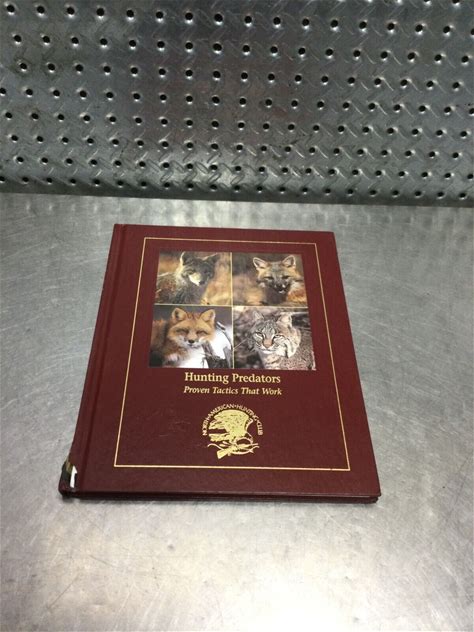 Hunting Predators
Proven Tactics That Work
NORTH•AMERICAN•HUNTING•CLUB